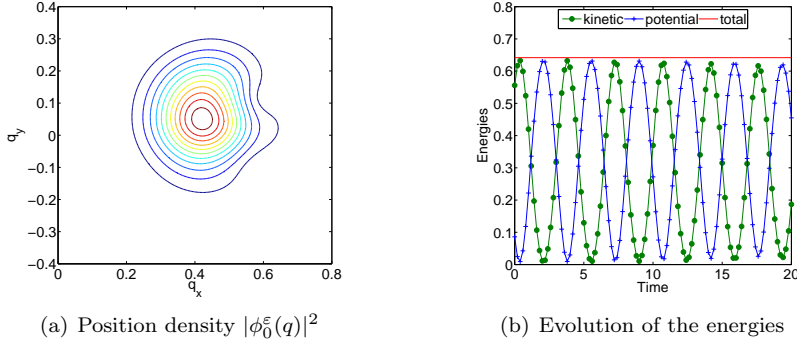 0.4
0.3
0.2
0.1
0
−0.1
−0.2
−0.3
−0.4
q_y
0 0.2 0.4 0.6 0.8
q_x
(a) Position density |ϕ_0^ε(q)|^2
kinetic potential total
0.8
0.7
0.6
0.5
0.4
0.3
0.2
0.1
0
Energies
0 5 10 15 20
Time
(b) Evolution of the energies